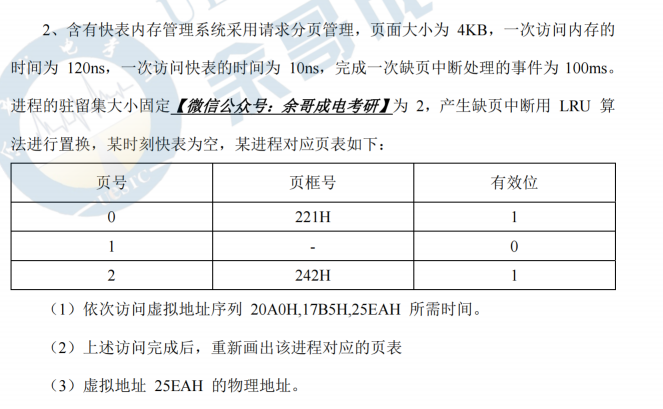 2、含有快表内存管理系统采用请求分页管理，页面大小为 4KB，一次访问内存的
时间为 120ns，一次访问快表的时间为 10ns，完成一次缺页中断处理的事件为 100ms。
进程的驻留集大小固定【微信公众号：余哥成电考研】为 2，产生缺页中断用 LRU 算
法进行置换，某时刻快表为空，某进程对应页表如下：
页号 页框号 有效位
0 221H 1
1 - 0
2 242H 1
（1）依次访问虚拟地址序列 20A0H,17B5H,25EAH 所需时间。
（2）上述访问完成后，重新画出该进程对应的页表
（3）虚拟地址 25EAH 的物理地址。